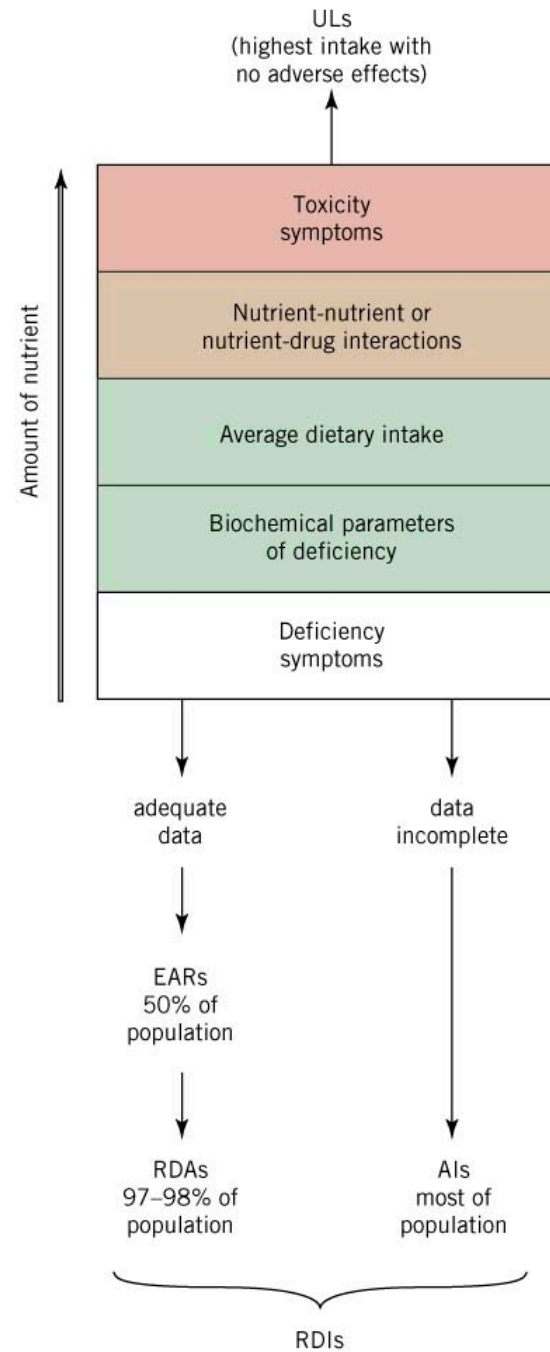 ULs
(highest intake with
no adverse effects)
Amount of nutrient
Toxicity
symptoms
Nutrient-nutrient or
nutrient-drug interactions
Average dietary intake
Biochemical parameters
of deficiency
Deficiency
symptoms
adequate
data
data
incomplete
EARs
50% of
population
RDAs
97–98% of
population
AIs
most of
population
RDIs